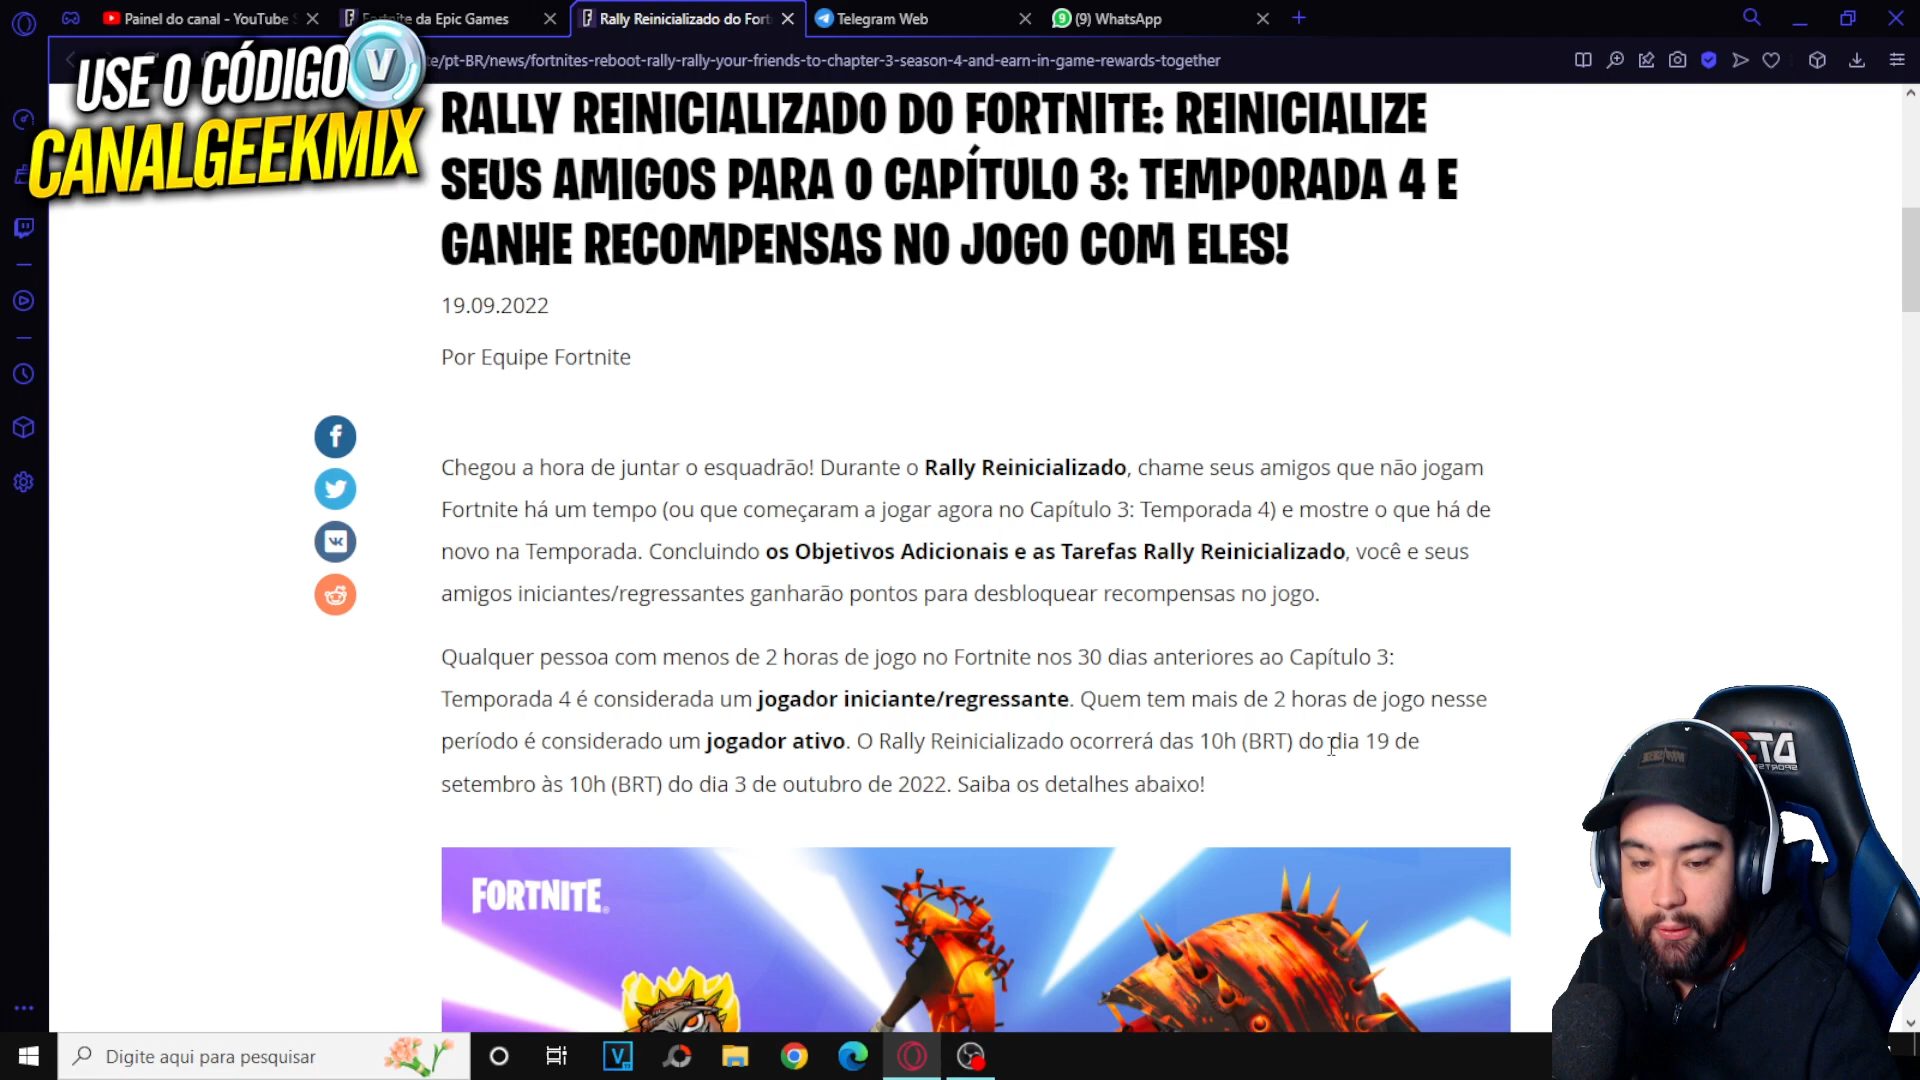 Painel do canal - YouTube S
rtnite da Epic Games
Rally Reinicializado do Fort
Telegram Web
(9) WhatsApp
te/pt-BR/news/fortnites-reboot-rally-rally-your-friends-to-chapter-3-season-4-and-earn-in-game-rewards-together
USE O CÓDIGO V
CANALGEEKMIX
RALLY REINICIALIZADO DO FORTNITE: REINICIALIZE
SEUS AMIGOS PARA O CAPÍTULO 3: TEMPORADA 4 E
GANHE RECOMPENSAS NO JOGO COM ELES!
19.09.2022
Por Equipe Fortnite
Chegou a hora de juntar o esquadrão! Durante o Rally Reinicializado, chame seus amigos que não jogam
Fortnite há um tempo (ou que começaram a jogar agora no Capítulo 3: Temporada 4) e mostre o que há de
novo na Temporada. Concluindo os Objetivos Adicionais e as Tarefas Rally Reinicializado, você e seus
amigos iniciantes/regressantes ganharão pontos para desbloquear recompensas no jogo.
Qualquer pessoa com menos de 2 horas de jogo no Fortnite nos 30 dias anteriores ao Capítulo 3:
Temporada 4 é considerada um jogador iniciante/regressante. Quem tem mais de 2 horas de jogo nesse
período é considerado um jogador ativo. O Rally Reinicializado ocorrerá das 10h (BRT) do dia 19 de
setembro às 10h (BRT) do dia 3 de outubro de 2022. Saiba os detalhes abaixo!
FORTNITE
Digite aqui para pesquisar